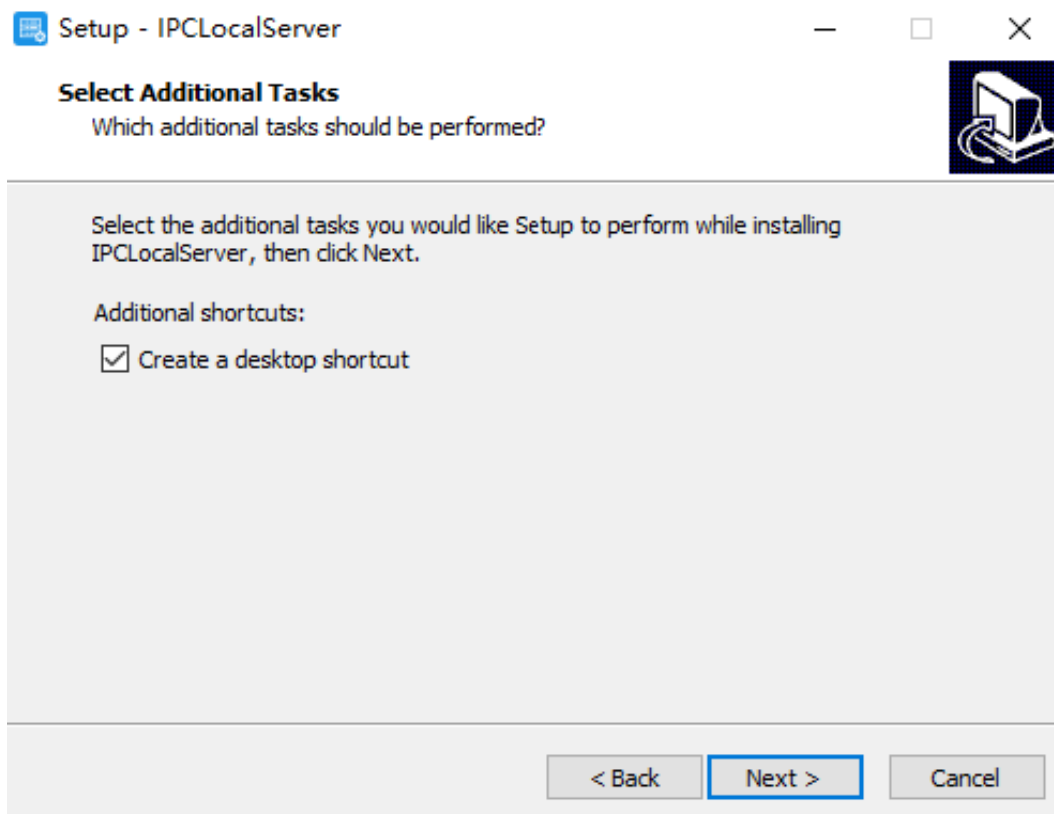 Setup - IPCLocalServer
Select Additional Tasks
Which additional tasks should be performed?
Select the additional tasks you would like Setup to perform while installing
IPCLocalServer, then click Next.
Additional shortcuts:
Create a desktop shortcut
< Back
Next >
Cancel